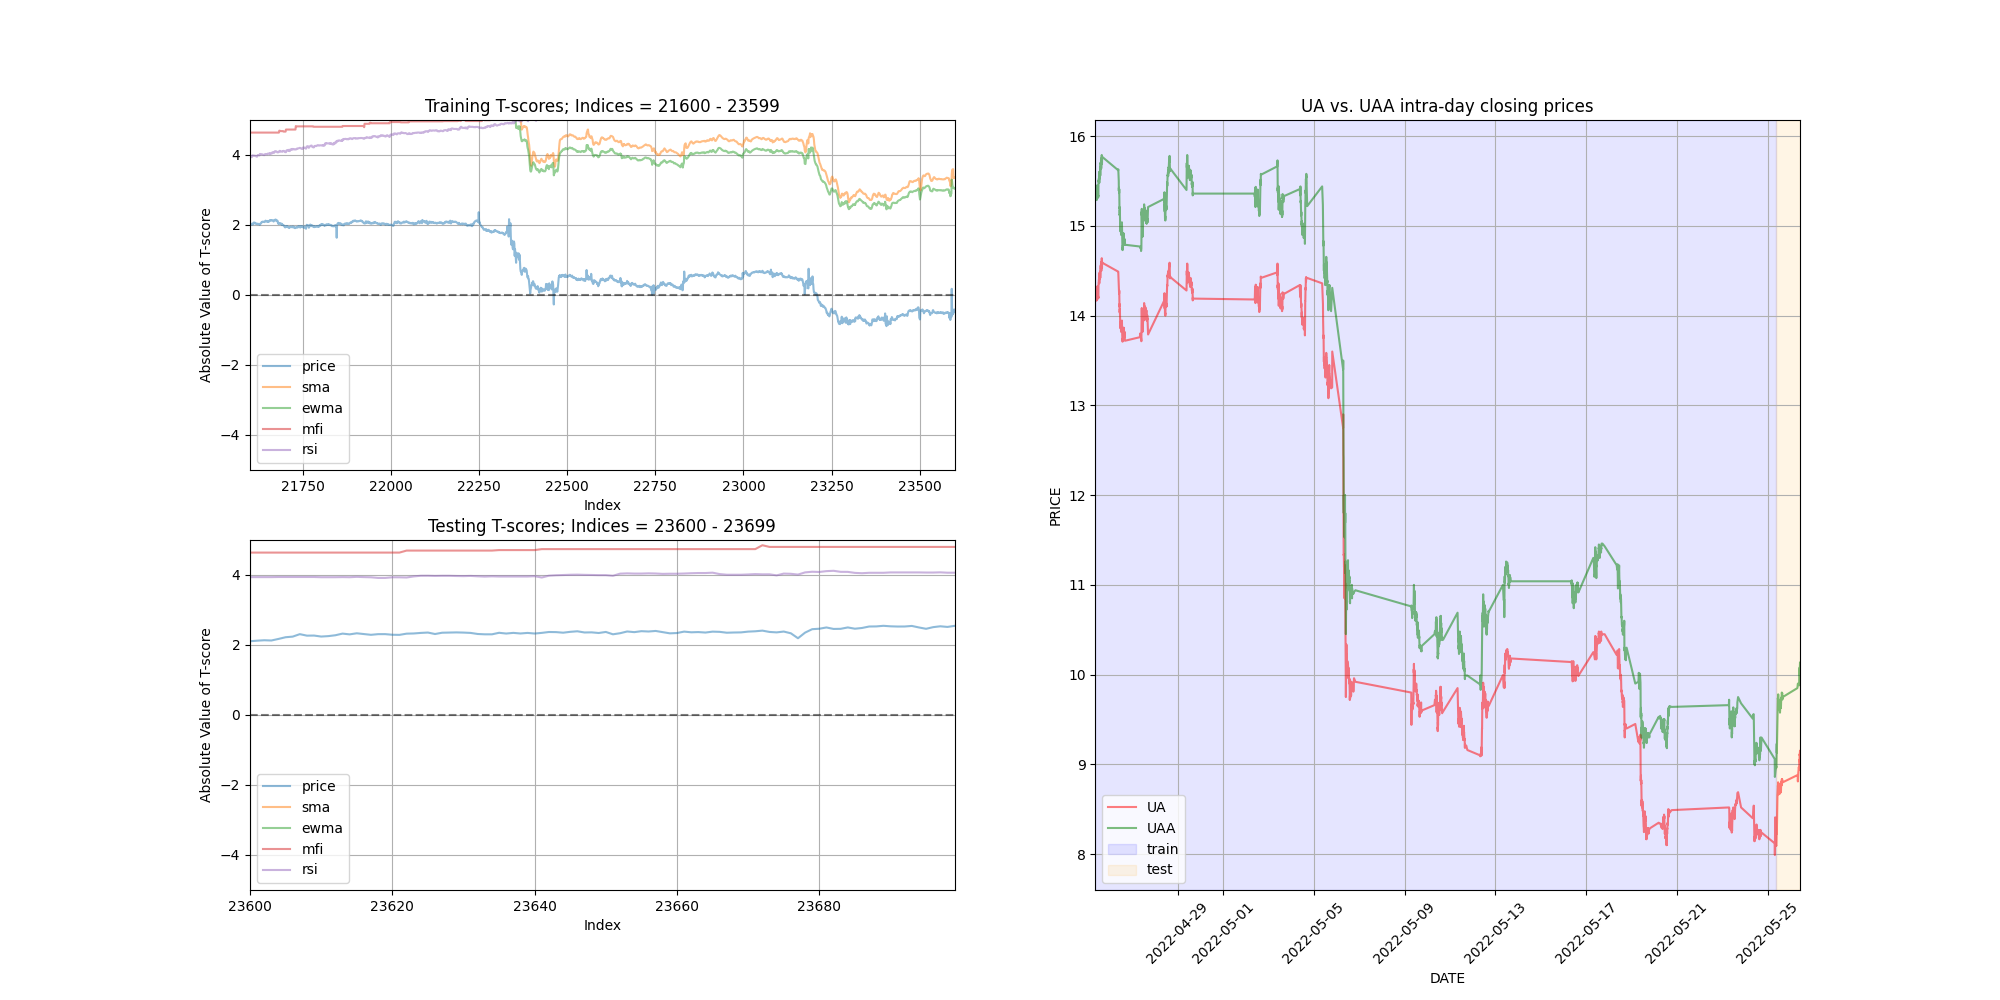 Training T-scores; Indices = 21600 - 23599
Absolute Value of T-score
4
2
0
−2
−4
price
sma
ewma
mfi
rsi
21750 22000 22250 22500 22750 23000 23250 23500
Index
Testing T-scores; Indices = 23600 - 23699
Absolute Value of T-score
4
2
0
−2
−4
price
sma
ewma
mfi
rsi
23600 23620 23640 23660 23680
Index
UA vs. UAA intra-day closing prices
PRICE
16
15
14
13
12
11
10
9
8
UA
UAA
train
test
2022-04-29 2022-05-01 2022-05-05 2022-05-09 2022-05-13 2022-05-17 2022-05-21 2022-05-25
DATE